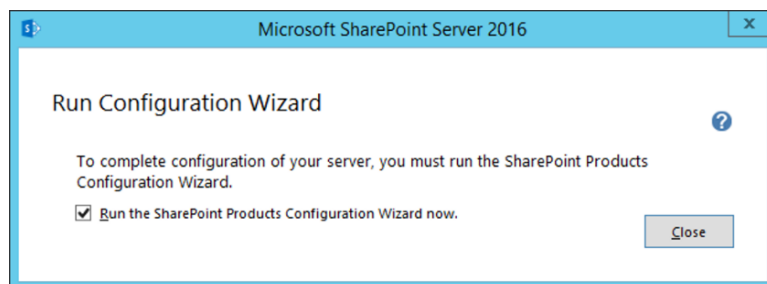 Microsoft SharePoint Server 2016
x
Run Configuration Wizard
?
To complete configuration of your server, you must run the SharePoint Products
Configuration Wizard.
Run the SharePoint Products Configuration Wizard now.
Close